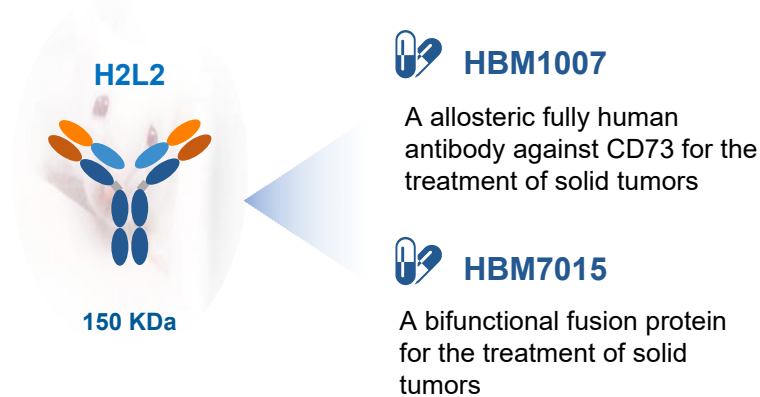 H2L2
150 KDa
HBM1007
A allosteric fully human
antibody against CD73 for the
treatment of solid tumors
HBM7015
A bifunctional fusion protein
for the treatment of solid
tumors